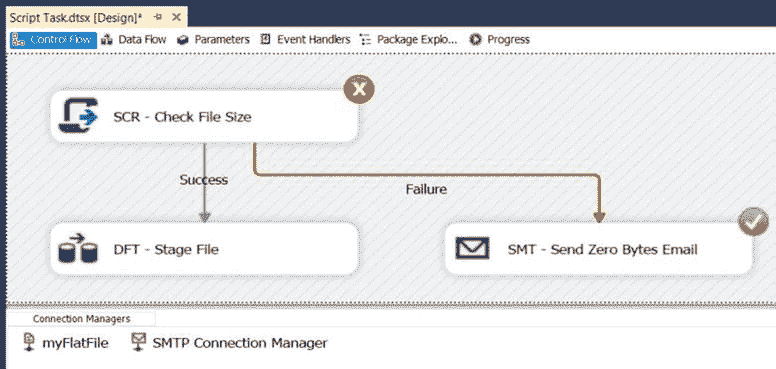 Script Task.dtsx [Design]*
Control Flow Data Flow Parameters Event Handlers Package Explo... Progress
SCR - Check File Size
Success
Failure
DFT - Stage File
SMT - Send Zero Bytes Email
Connection Managers
myFlatFile SMTP Connection Manager